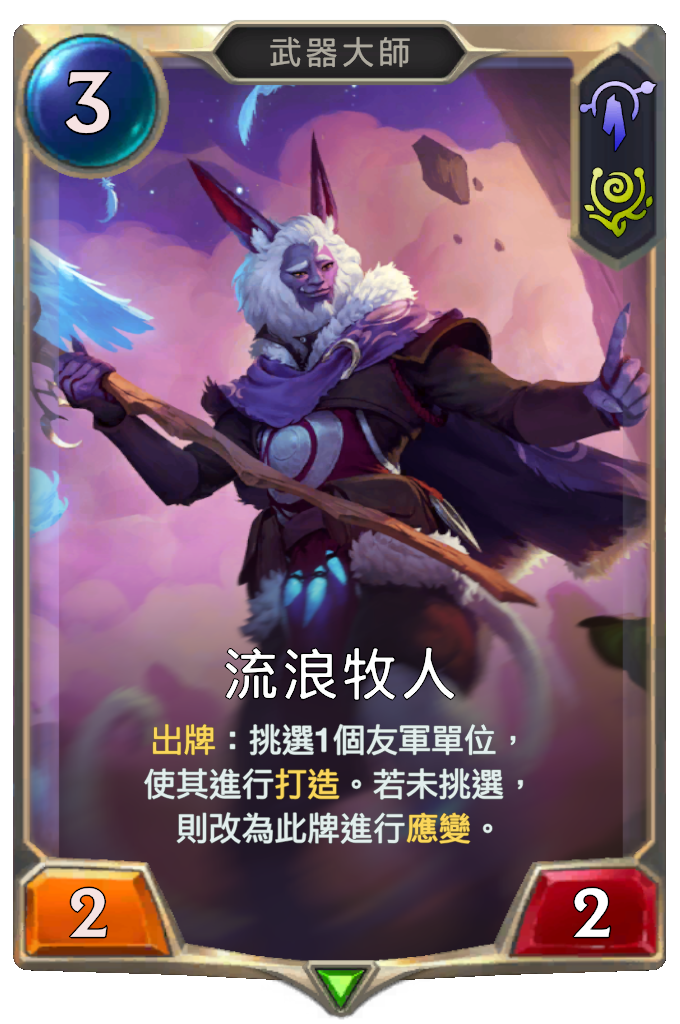 武器大師
3
流浪牧人
出牌：挑選1個友軍單位，
使其進行打造。若未挑選，
則改為此牌進行應變。
2
2